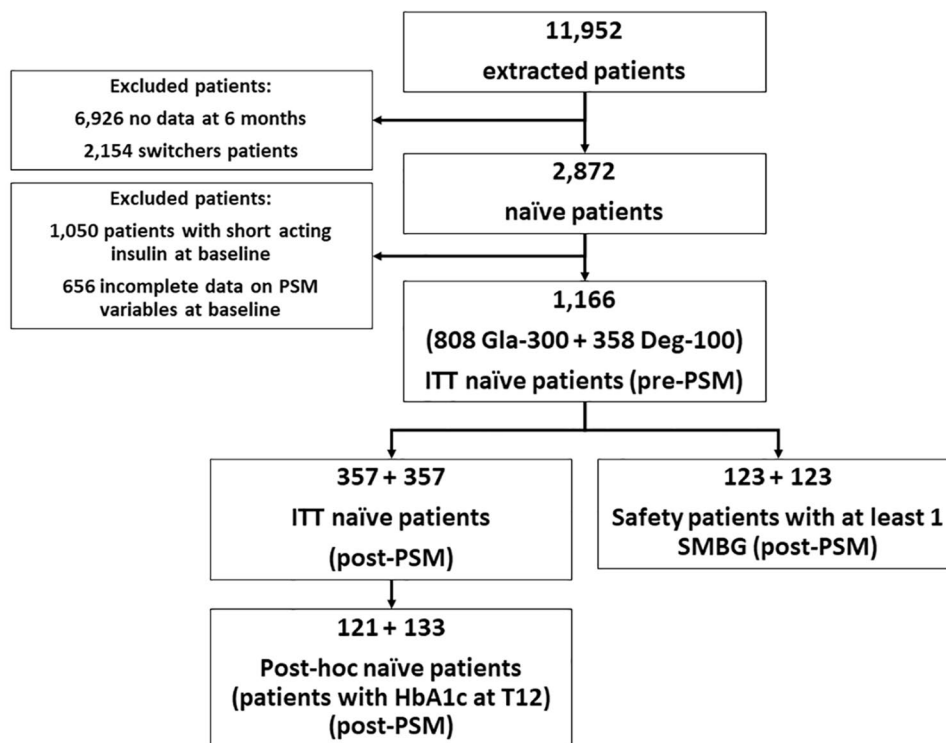 11,952
extracted patients
Excluded patients:
6,926 no data at 6 months
2,154 switchers patients
2,872
naïve patients
Excluded patients:
1,050 patients with short acting
insulin at baseline
656 incomplete data on PSM
variables at baseline
1,166
(808 Gla-300 + 358 Deg-100)
ITT naïve patients (pre-PSM)
357 + 357
ITT naïve patients
(post-PSM)
123 + 123
Safety patients with at least 1
SMBG (post-PSM)
121 + 133
Post-hoc naïve patients
(patients with HbA1c at T12)
(post-PSM)